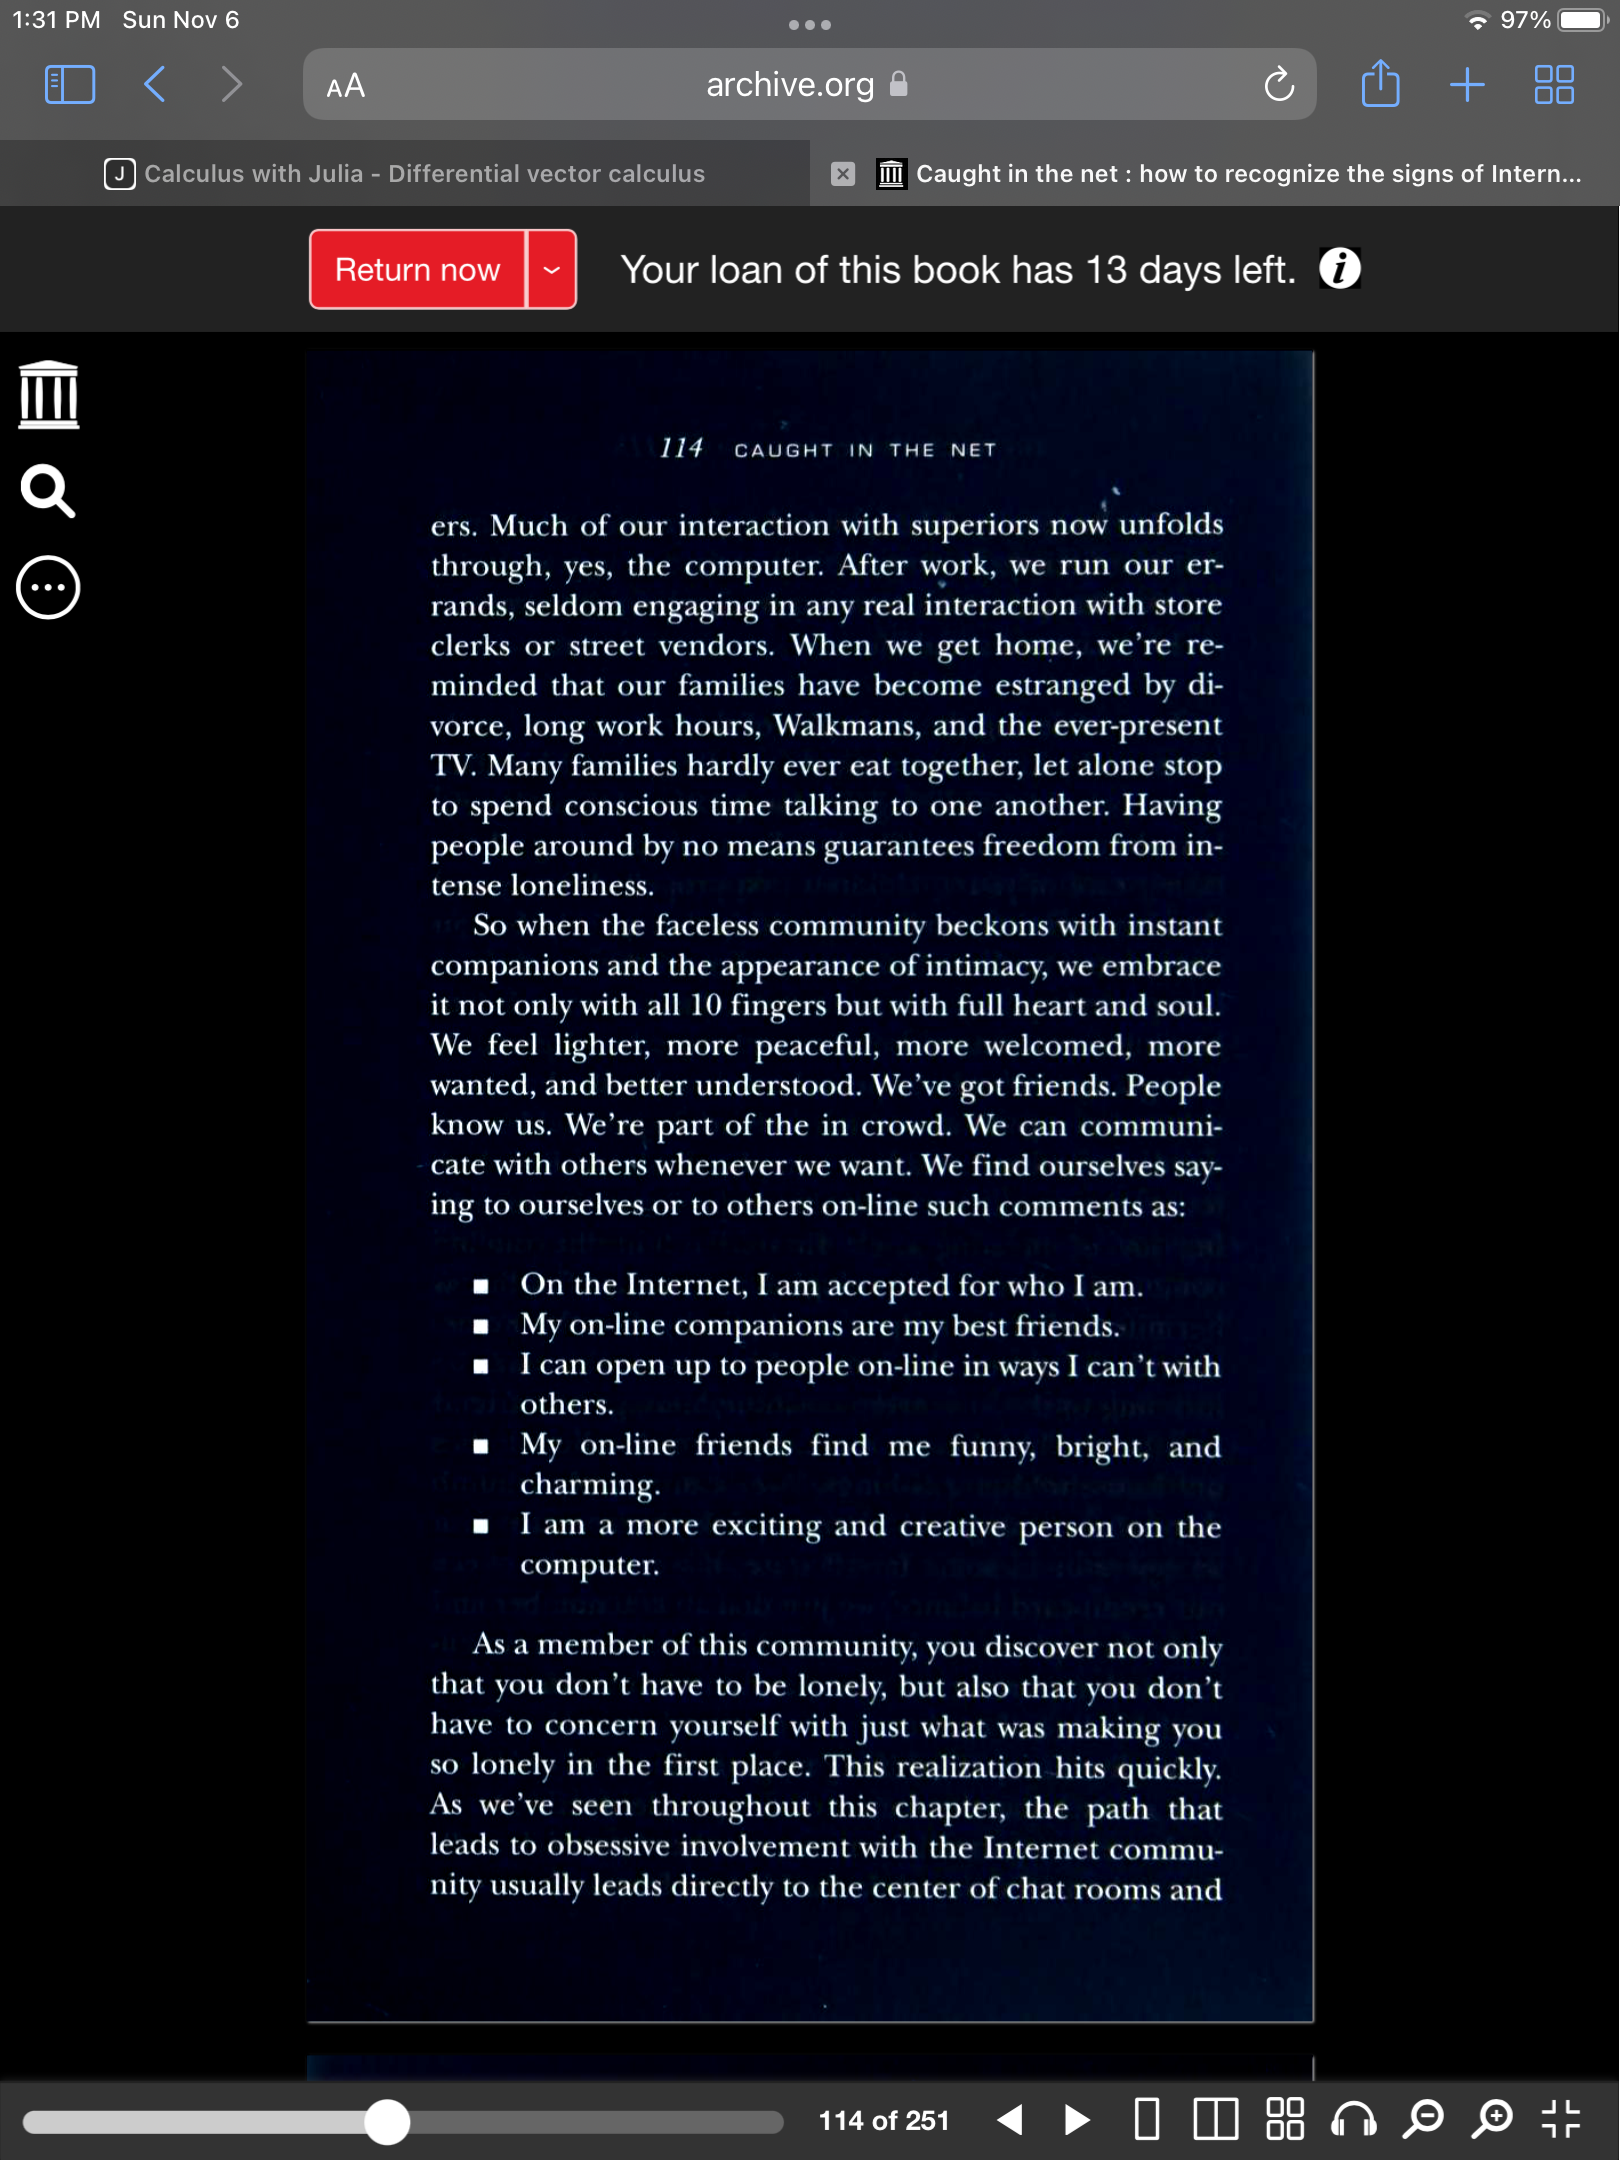 1:31 PM Sun Nov 6
97%
AA
archive.org
J Calculus with Julia - Differential vector calculus
Caught in the net : how to recognize the signs of Intern...
Return now
Your loan of this book has 13 days left.
114 CAUGHT IN THE NET
ers. Much of our interaction with superiors now unfolds
through, yes, the computer. After work, we run our er-
rands, seldom engaging in any real interaction with store
clerks or street vendors. When we get home, we're re-
minded that our families have become estranged by di-
vorce, long work hours, Walkmans, and the ever-present
TV. Many families hardly ever eat together, let alone stop
to spend conscious time talking to one another. Having
people around by no means guarantees freedom from in-
tense loneliness.
So when the faceless community beckons with instant
companions and the appearance of intimacy, we embrace
it not only with all 10 fingers but with full heart and soul.
We feel lighter, more peaceful, more welcomed, more
wanted, and better understood. We've got friends. People
know us. We're part of the in crowd. We can communi-
cate with others whenever we want. We find ourselves say-
ing to ourselves or to others on-line such comments as:
■ On the Internet, I am accepted for who I am.
■ My on-line companions are my best friends.
■ I can open up to people on-line in ways I can't with
others.
■ My on-line friends find me funny, bright, and
charming.
■ I am a more exciting and creative person on the
computer.
As a member of this community, you discover not only
that you don't have to be lonely, but also that you don't
have to concern yourself with just what was making you
so lonely in the first place. This realization hits quickly.
As we've seen throughout this chapter, the path that
leads to obsessive involvement with the Internet commu-
nity usually leads directly to the center of chat rooms and
114 of 251